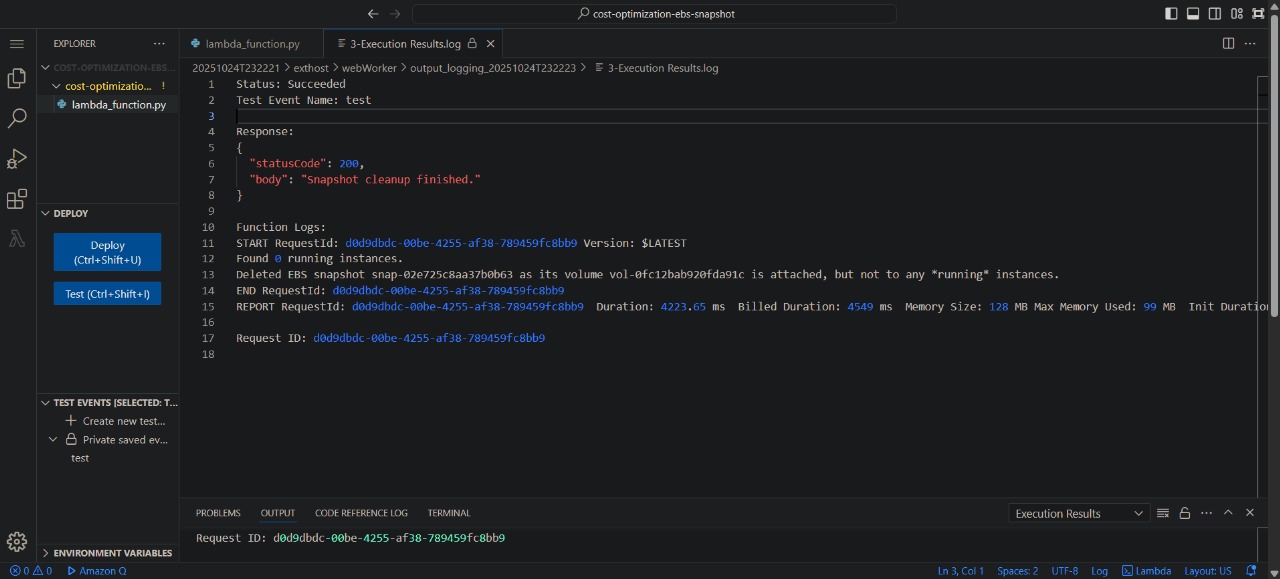 cost-optimization-ebs-snapshot
EXPLORER
COST-OPTIMIZATION-EBS...
cost-optimizatio... !
lambda_function.py
DEPLOY
Deploy
(Ctrl+Shift+U)
Test (Ctrl+Shift+I)
TEST EVENTS [SELECTED: T...
Create new test...
Private saved ev...
test
ENVIRONMENT VARIABLES
lambda_function.py
3-Execution Results.log
20251024T232221 > exthost > webWorker > output_logging_20251024T232223 > 3-Execution Results.log
1 Status: Succeeded
2 Test Event Name: test
3
4 Response:
5 {
6 "statusCode": 200,
7 "body": "Snapshot cleanup finished."
8 }
9
10 Function Logs:
11 START RequestId: d0d9dbdc-00be-4255-af38-789459fc8bb9 Version: $LATEST
12 Found 0 running instances.
13 Deleted EBS snapshot snap-02e725c8aa37b0b63 as its volume vol-0fc12bab920fda91c is attached, but not to any *running* instances.
14 END RequestId: d0d9dbdc-00be-4255-af38-789459fc8bb9
15 REPORT RequestId: d0d9dbdc-00be-4255-af38-789459fc8bb9 Duration: 4223.65 ms Billed Duration: 4549 ms Memory Size: 128 MB Max Memory Used: 99 MB Init Duratio
16
17 Request ID: d0d9dbdc-00be-4255-af38-789459fc8bb9
18
PROBLEMS OUTPUT CODE REFERENCE LOG TERMINAL
Execution Results
Request ID: d0d9dbdc-00be-4255-af38-789459fc8bb9
0 0 Amazon Q
Ln 3, Col 1 Spaces: 2 UTF-8 Log Lambda Layout: US